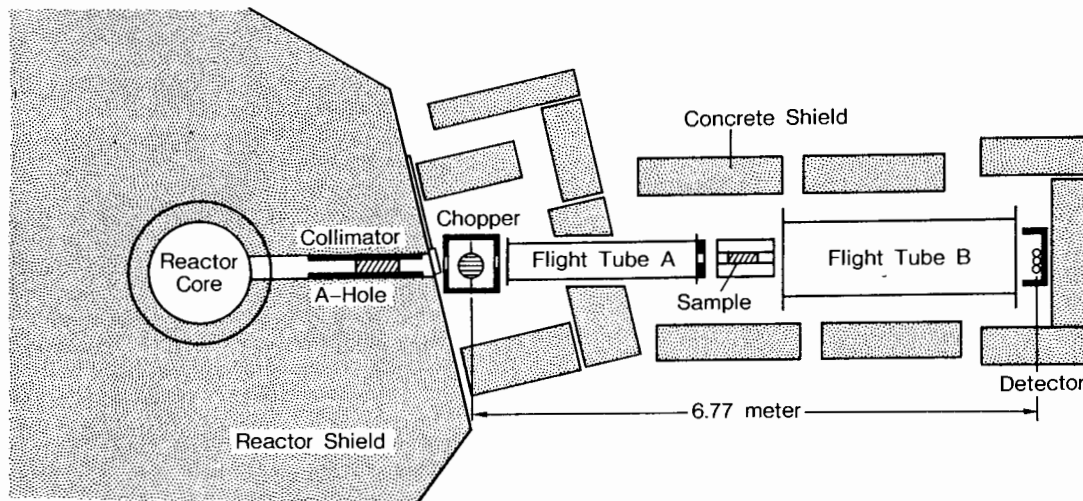 Concrete Shield
Chopper
Collimator
Reactor
Core
Flight Tube A
Flight Tube B
A-Hole
Sample
Detector
6.77 meter
Reactor Shield